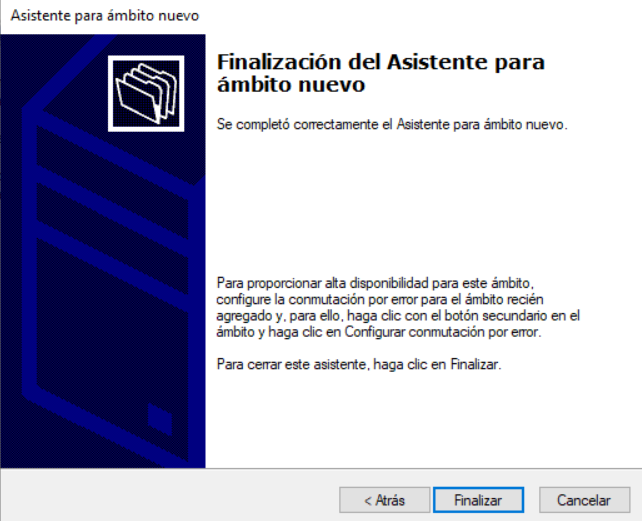 Asistente para ámbito nuevo
Finalización del Asistente para
ámbito nuevo
Se completó correctamente el Asistente para ámbito nuevo.
Para proporcionar alta disponibilidad para este ámbito,
configure la conmutación por error para el ámbito recién
agregado y, para ello, haga clic con el botón secundario en el
ámbito y haga clic en Configurar conmutación por error.
Para cerrar este asistente, haga clic en Finalizar.
< Atrás
Finalizar
Cancelar